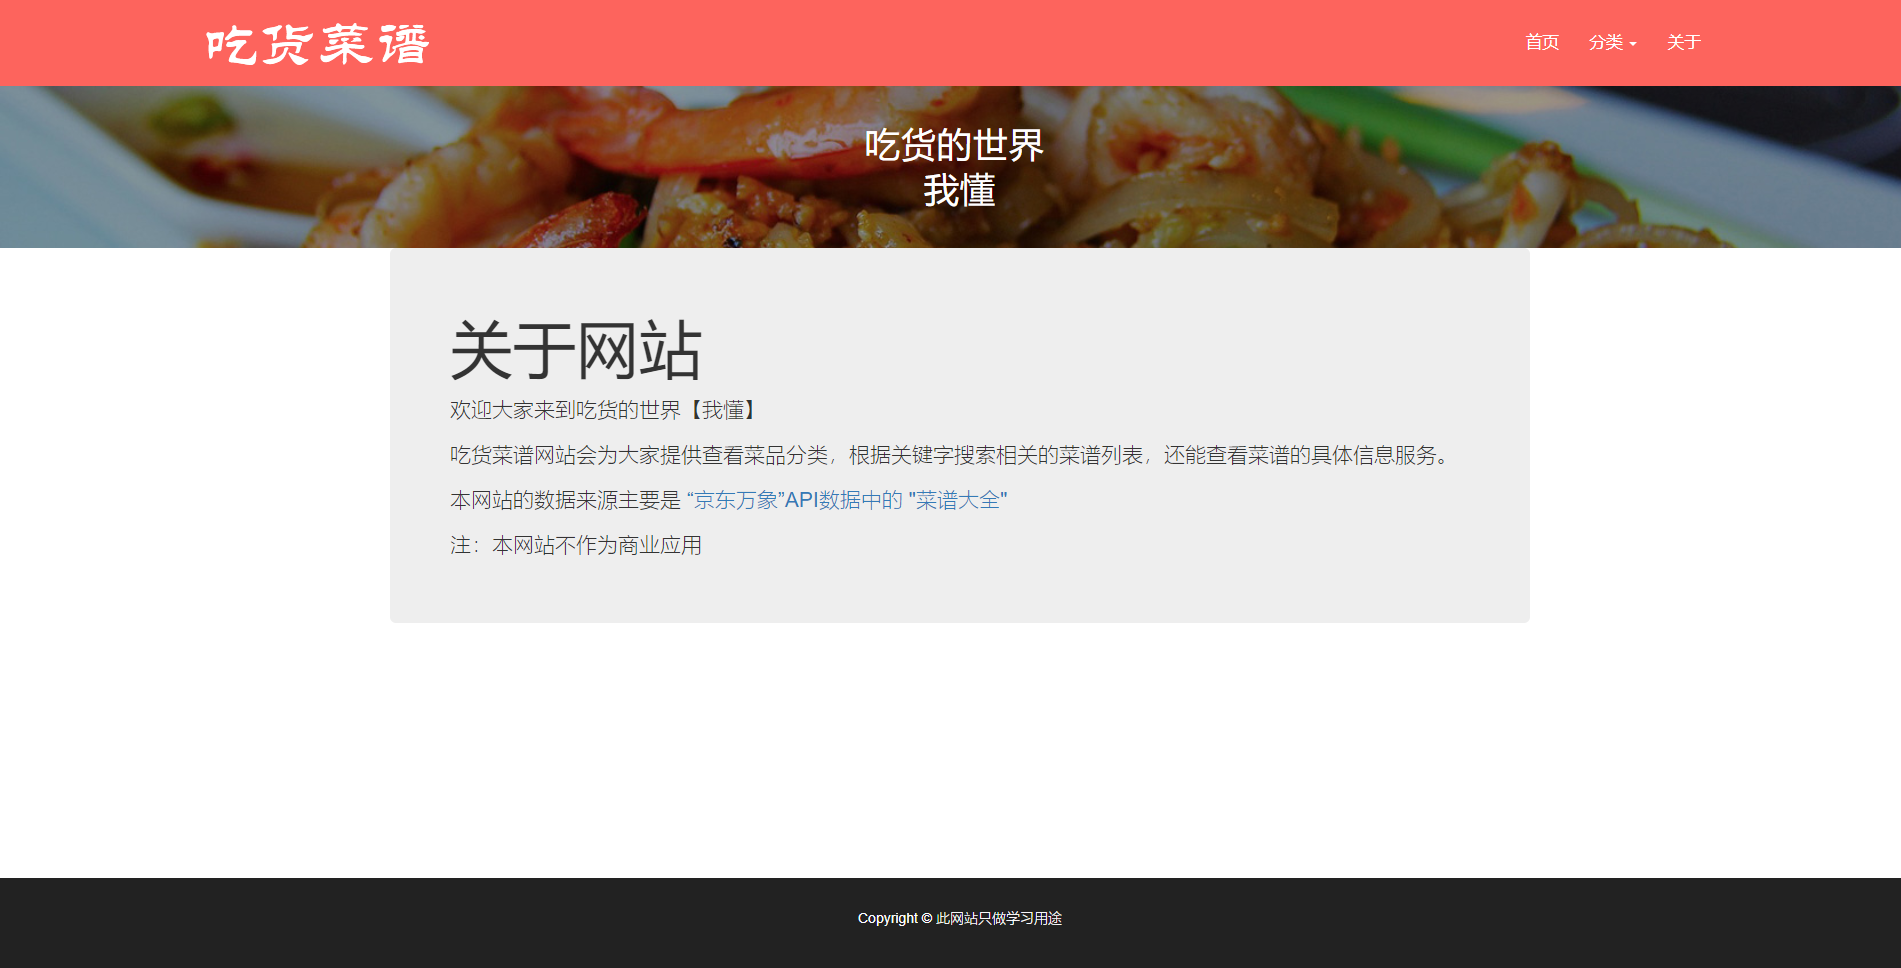 吃货菜谱
首页 分类 关于
吃货的世界
我懂
关于网站
欢迎大家来到吃货的世界【我懂】
吃货菜谱网站会为大家提供查看菜品分类，根据关键字搜索相关的菜谱列表，还能查看菜谱的具体信息服务。
本网站的数据来源主要是 “京东万象”API数据中的 "菜谱大全"
注：本网站不作为商业应用
Copyright © 此网站只做学习用途